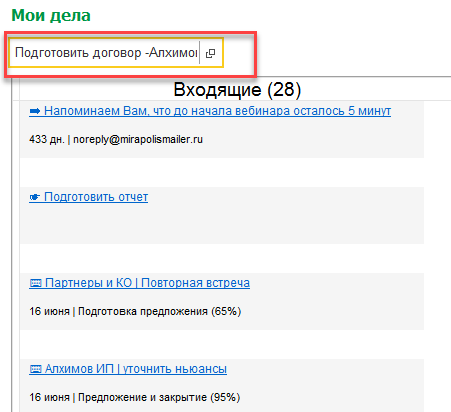 Мои дела
Подготовить договор -Алхимов
Входящие (28)
Напоминаем Вам, что до начала вебинара осталось 5 минут
433 дн. | noreply@mirapolismailer.ru
Подготовить отчет
Партнеры и КО | Повторная встреча
16 июня | Подготовка предложения (65%)
Алхимов ИП | уточнить ньюансы
16 июня | Предложение и закрытие (95%)